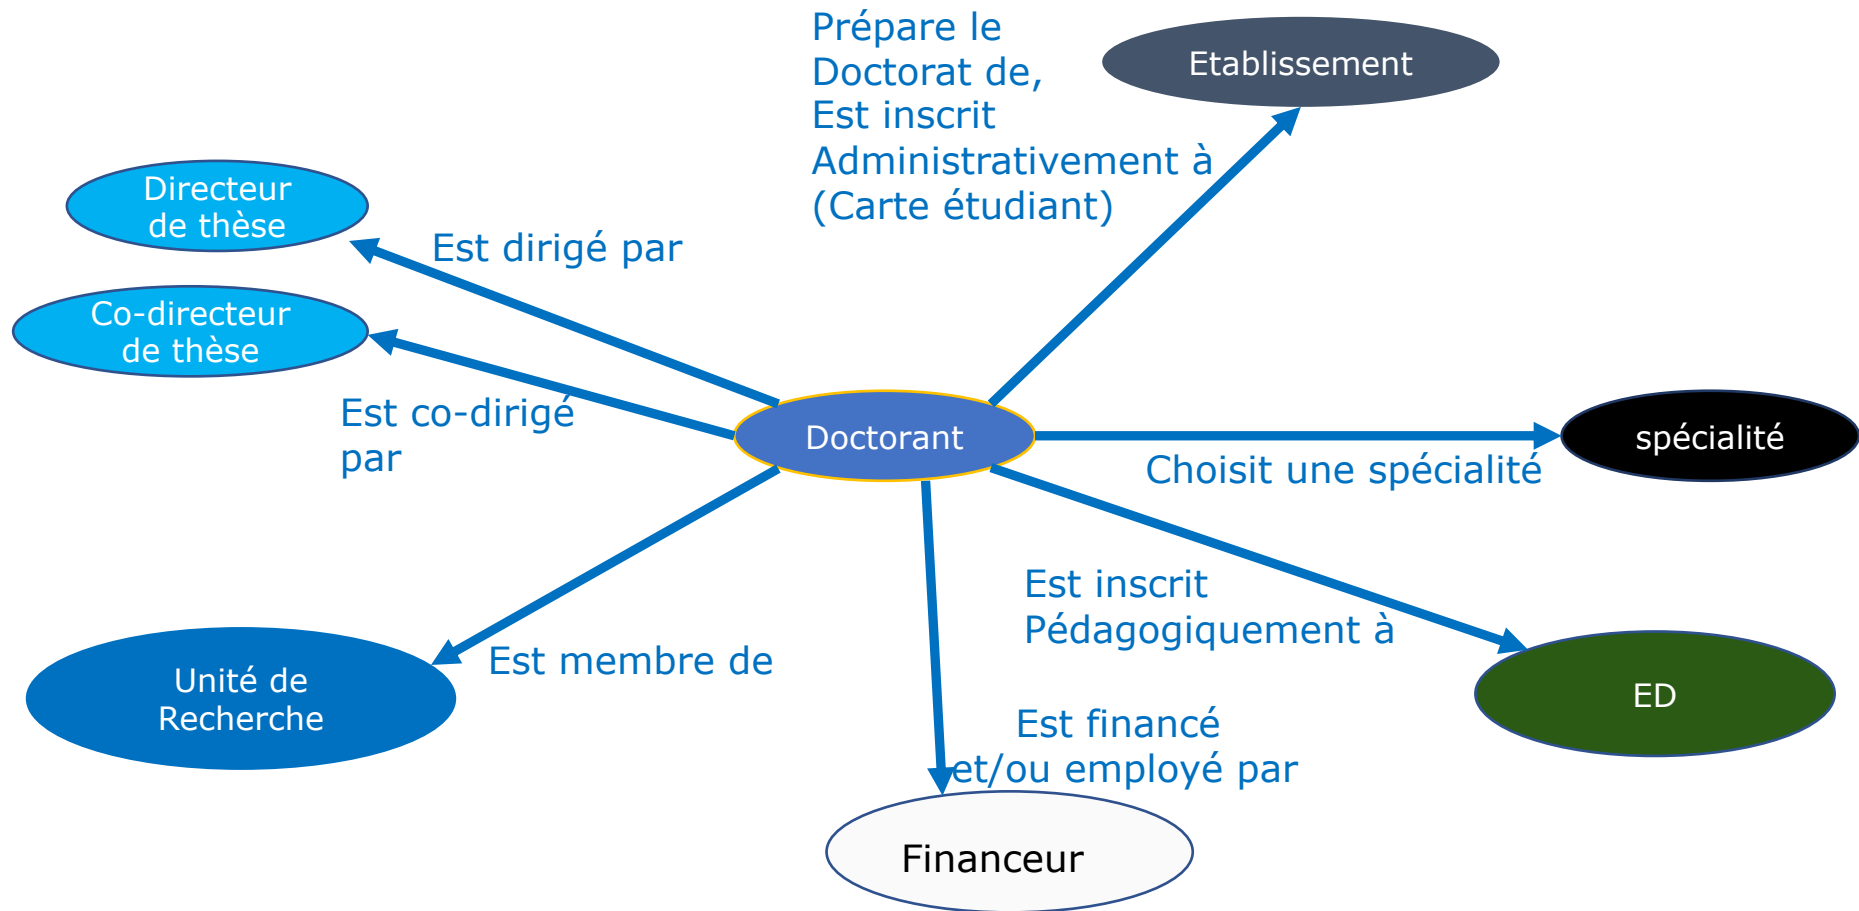 Prépare le
Doctorat de,
Est inscrit
Administrativement à
(Carte étudiant)
Etablissement
Directeur
de thèse
Est dirigé par
Co-directeur
de thèse
Est co-dirigé
par
Doctorant
spécialité
Choisit une spécialité
Est inscrit
Pédagogiquement à
Est membre de
Unité de
Recherche
ED
Est financé
et/ou employé par
Financeur